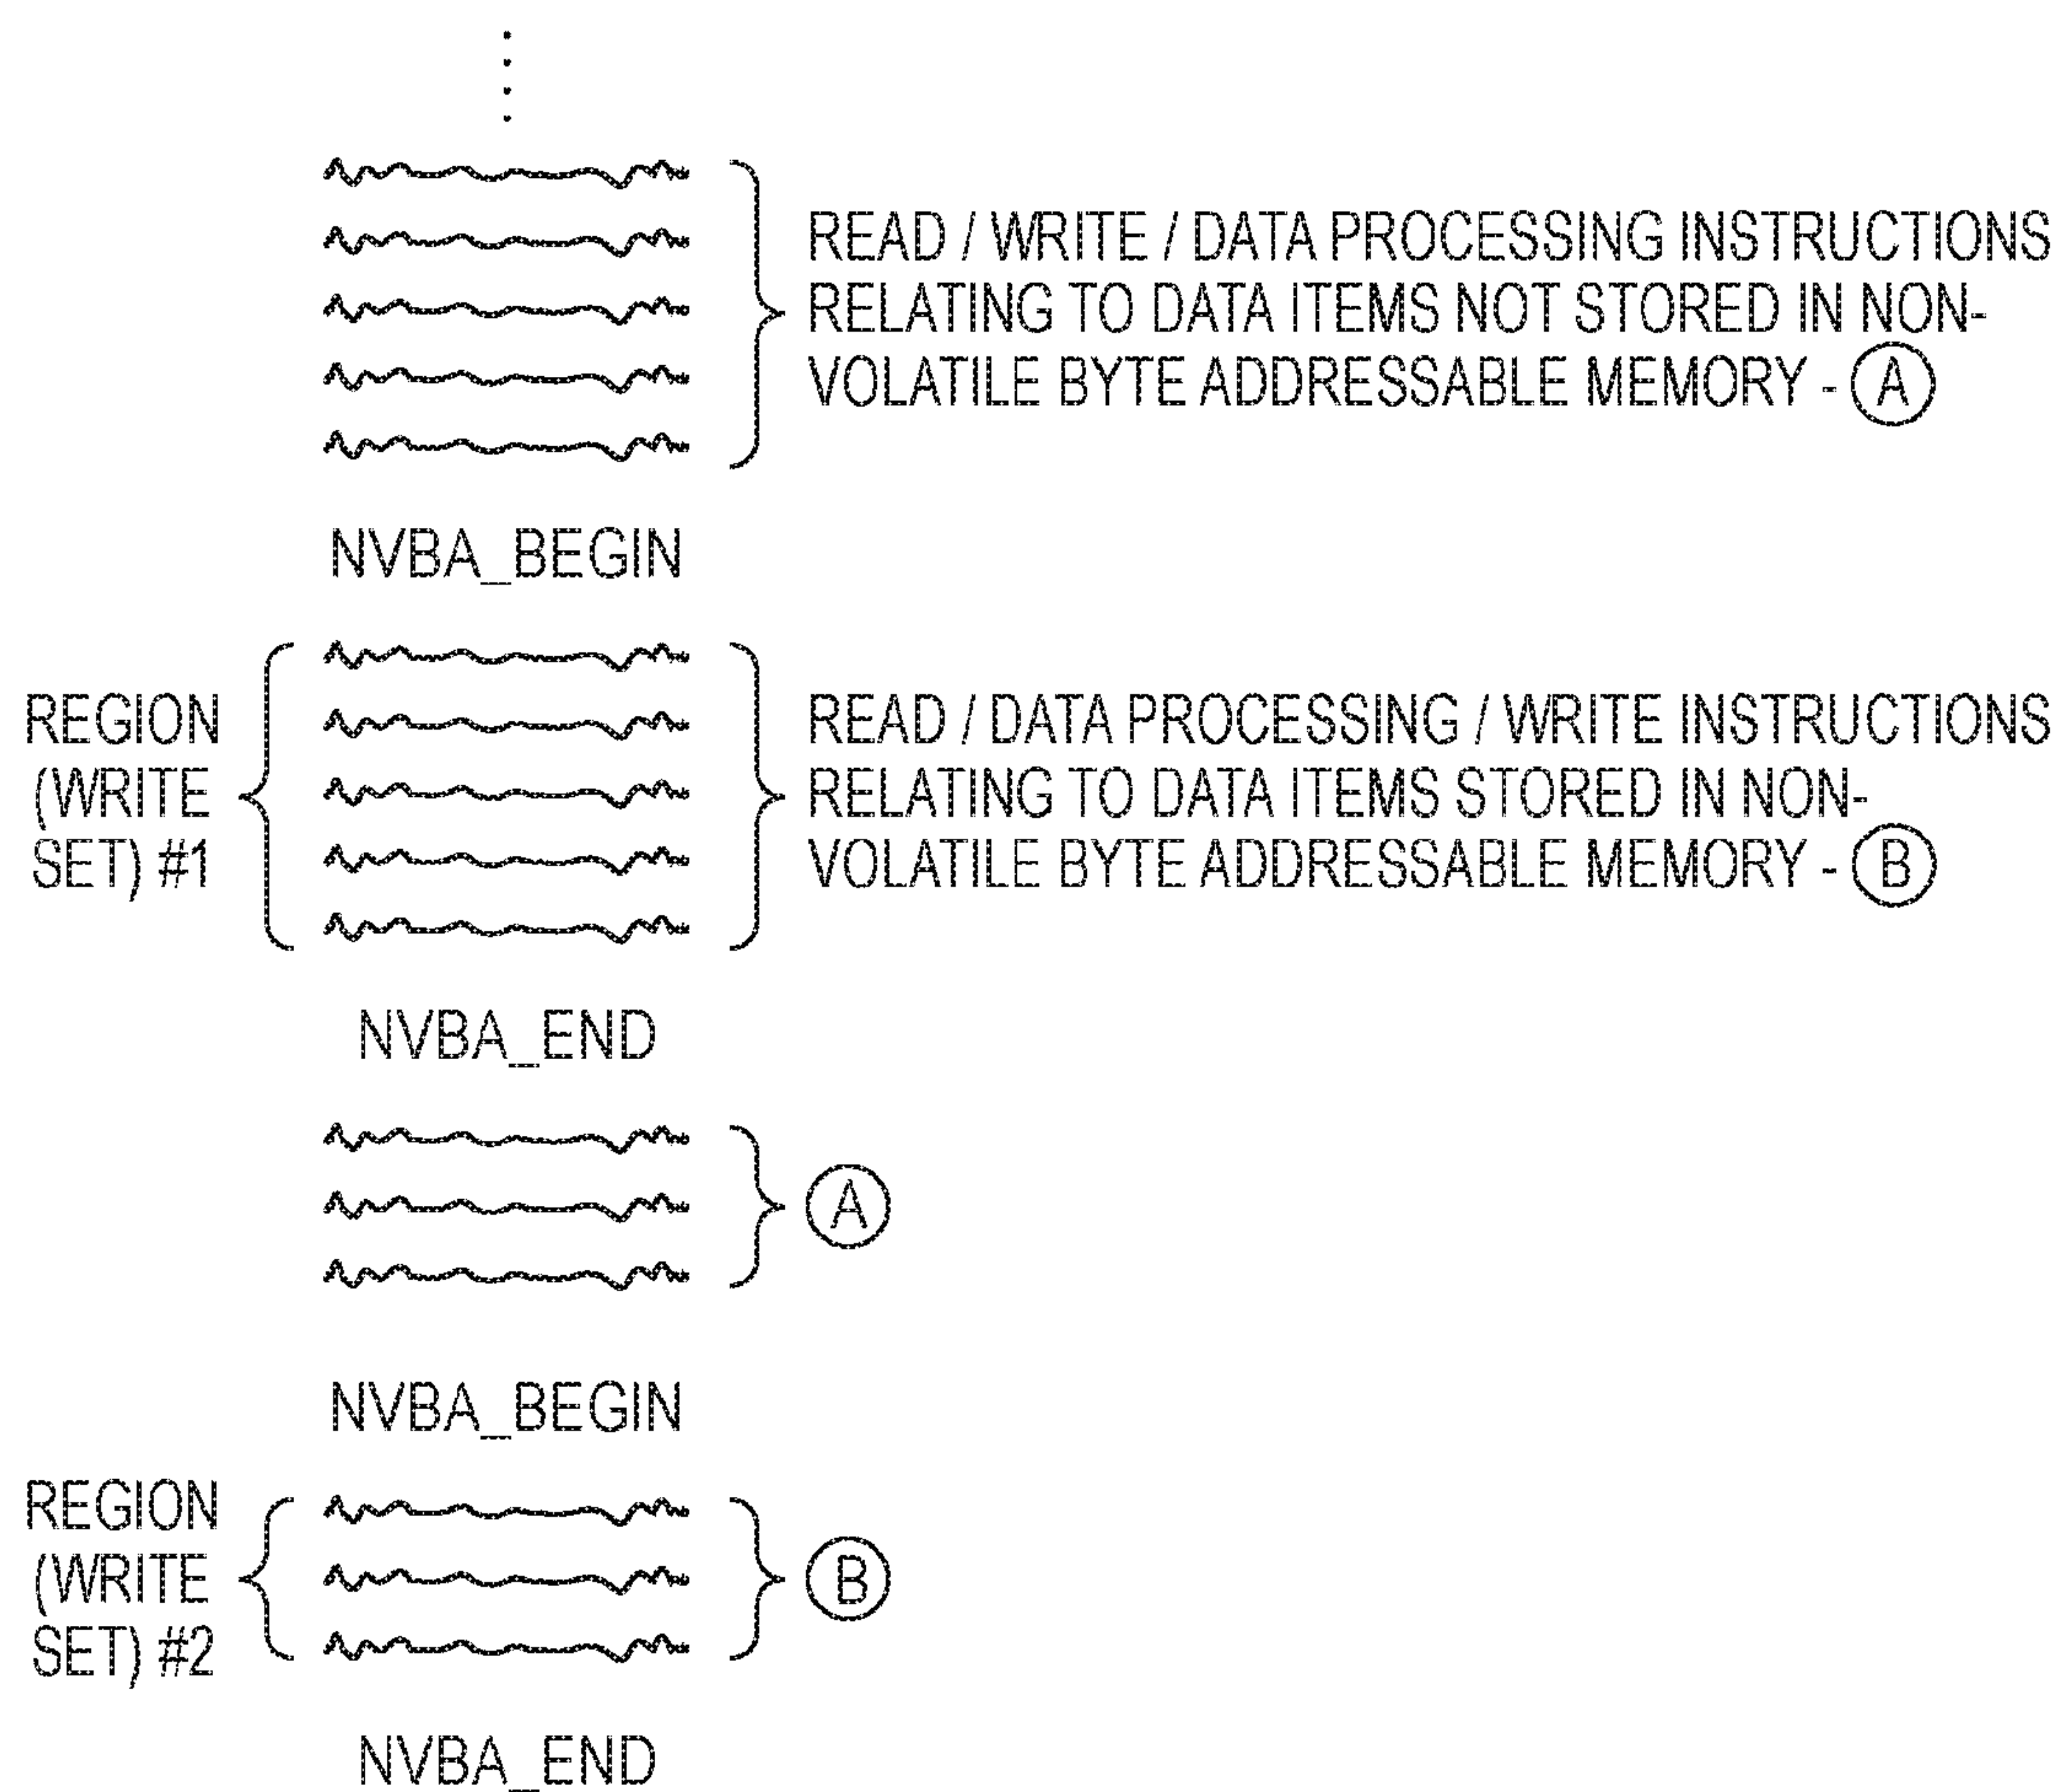 READ / WRITE / DATA PROCESSING INSTRUCTIONS
RELATING TO DATA ITEMS NOT STORED IN NON-
VOLATILE BYTE ADDRESSABLE MEMORY - A
NVBA_BEGIN
REGION
(WRITE
SET) #1
READ / DATA PROCESSING / WRITE INSTRUCTIONS
RELATING TO DATA ITEMS STORED IN NON-
VOLATILE BYTE ADDRESSABLE MEMORY - B
NVBA_END
A
NVBA_BEGIN
REGION
(WRITE
SET) #2
B
NVBA_END